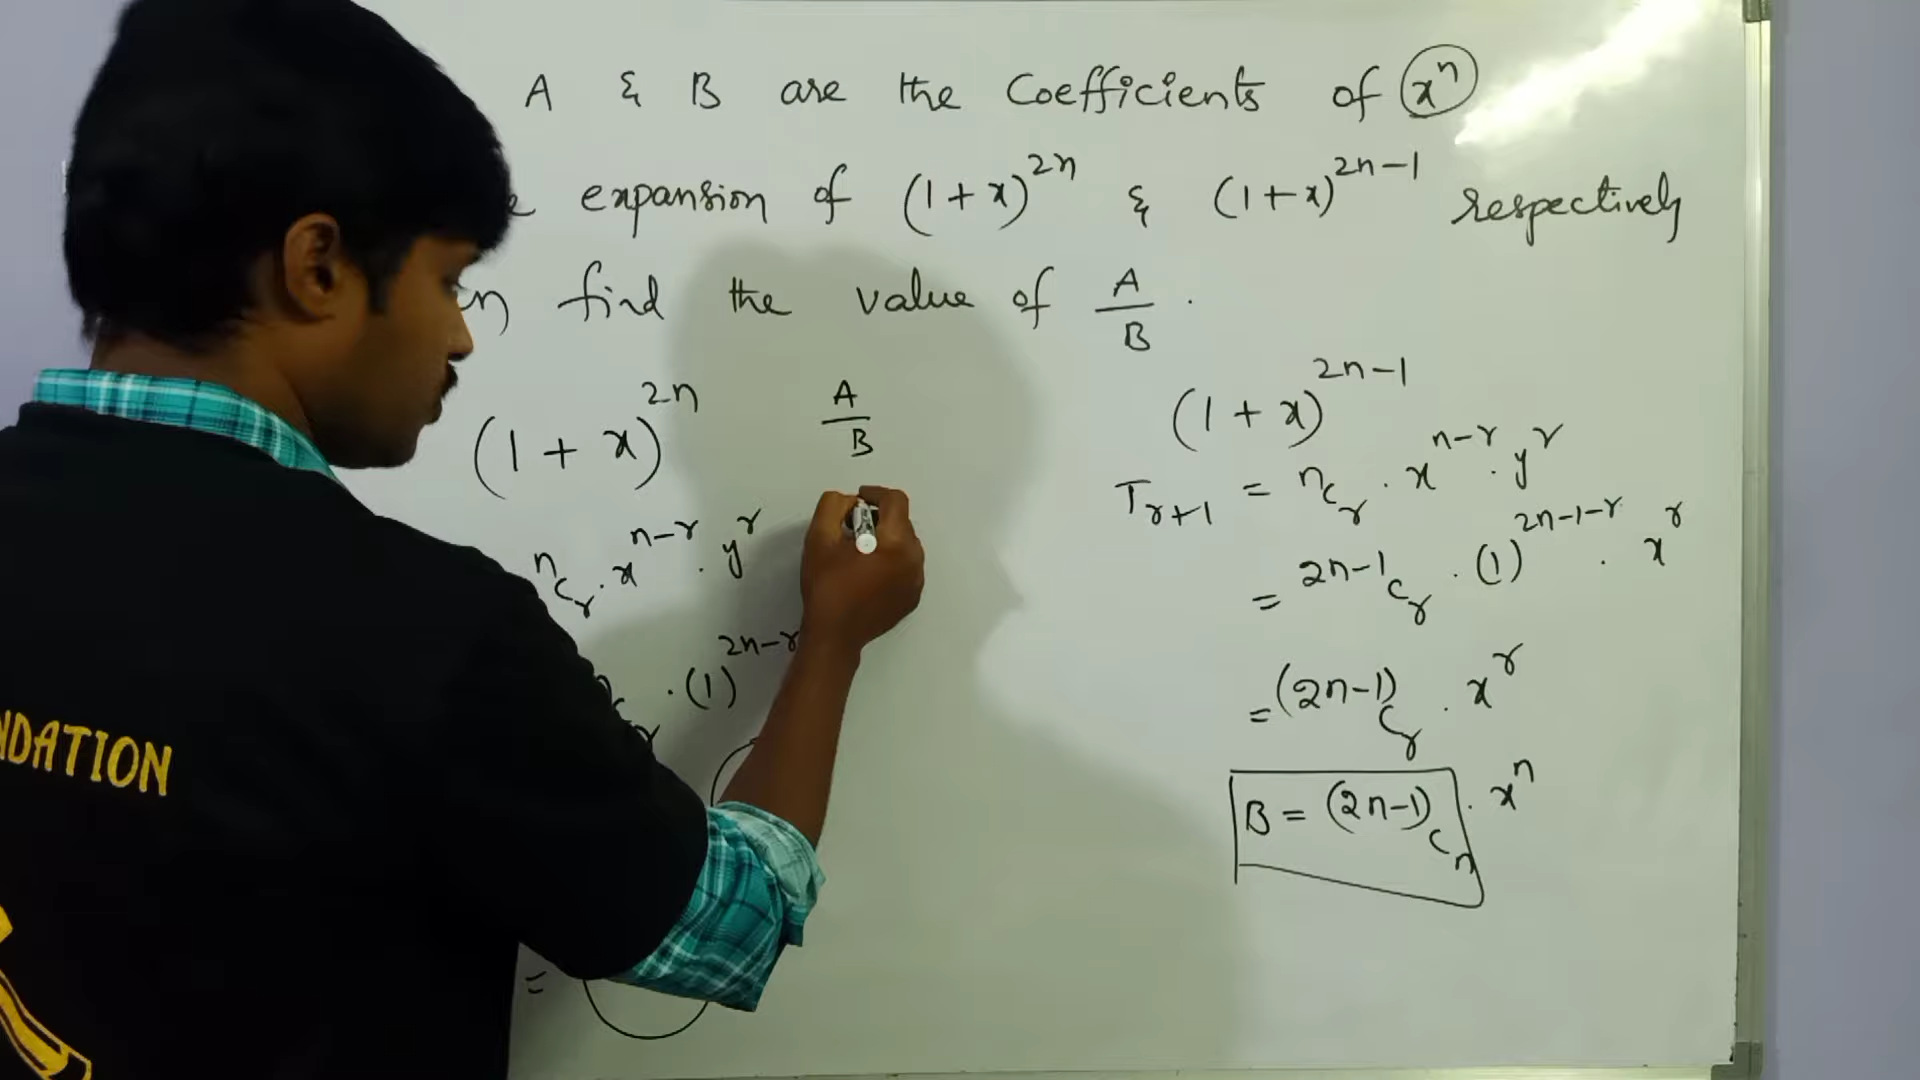 A & B are the Coefficients of xⁿ
expansion of (1+x)²ⁿ & (1+x)²ⁿ⁻¹ respectively
find the value of A/B .
(1+x)²ⁿ
A/B
ⁿCᵣ . xⁿ⁻ʳ . yʳ
. (1)²ⁿ⁻ʳ
=
(1+x)²ⁿ⁻¹
Tᵣ₊₁ = ⁿCᵣ . xⁿ⁻ʳ . yʳ
= ²ⁿ⁻¹Cᵣ . (1)²ⁿ⁻¹⁻ʳ . xʳ
= ⁽²ⁿ⁻¹⁾Cᵣ . xʳ
B = ⁽²ⁿ⁻¹⁾Cₙ . xⁿ
NDATION